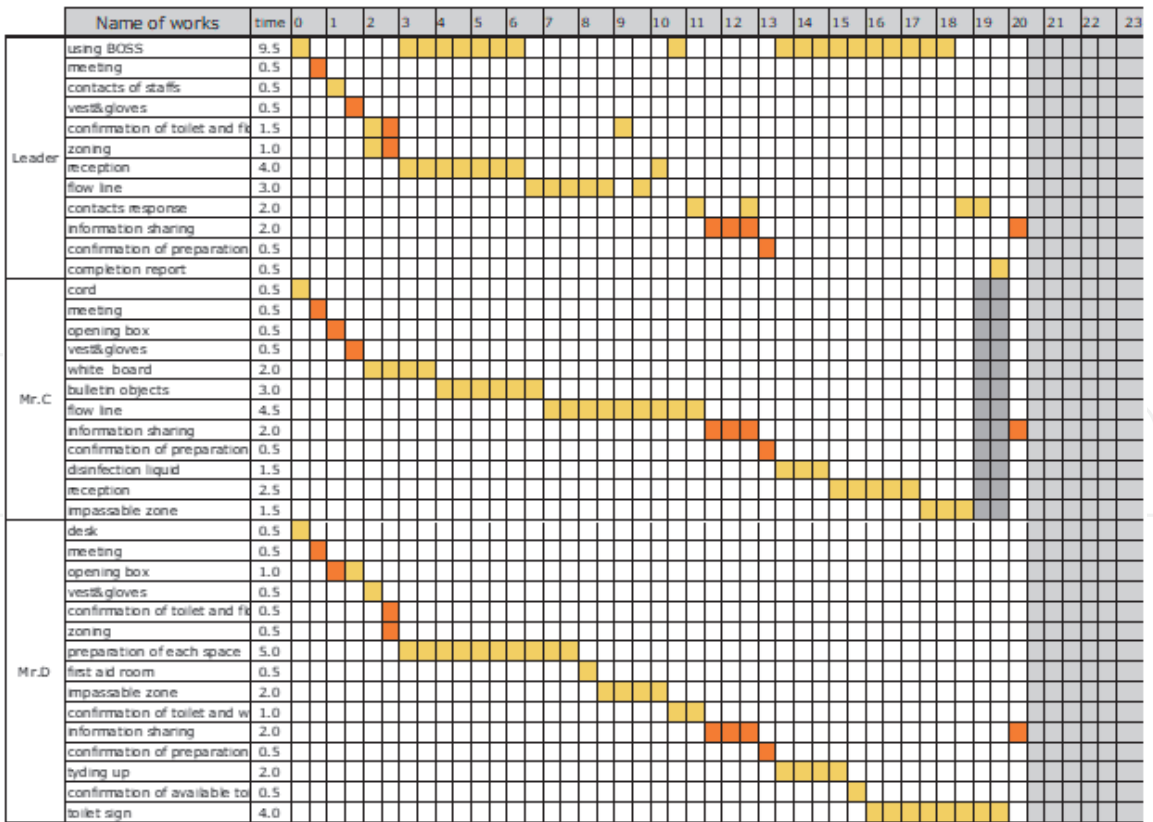 Name of works time 0 1 2 3 4 5 6 7 8 9 10 11 12 13 14 15 16 17 18 19 20 21 22 23
Leader
using BOSS 9.5
meeting 0.5
contacts of staffs 0.5
vest&gloves 0.5
confirmation of toilet and flo 1.5
zoning 1.0
reception 4.0
flow line 3.0
contacts response 2.0
information sharing 2.0
confirmation of preparation 0.5
completion report 0.5
Mr.C
cord 0.5
meeting 0.5
opening box 0.5
vest&gloves 0.5
white board 2.0
bulletin objects 3.0
flow line 4.5
information sharing 2.0
confirmation of preparation 0.5
disinfection liquid 1.5
reception 2.5
impassable zone 1.5
Mr.D
desk 0.5
meeting 0.5
opening box 1.0
vest&gloves 0.5
confirmation of toilet and flo 0.5
zoning 0.5
preparation of each space 5.0
first aid room 0.5
impassable zone 2.0
confirmation of toilet and w 1.0
information sharing 2.0
confirmation of preparation 0.5
tyding up 2.0
confirmation of available toi 0.5
toilet sign 4.0